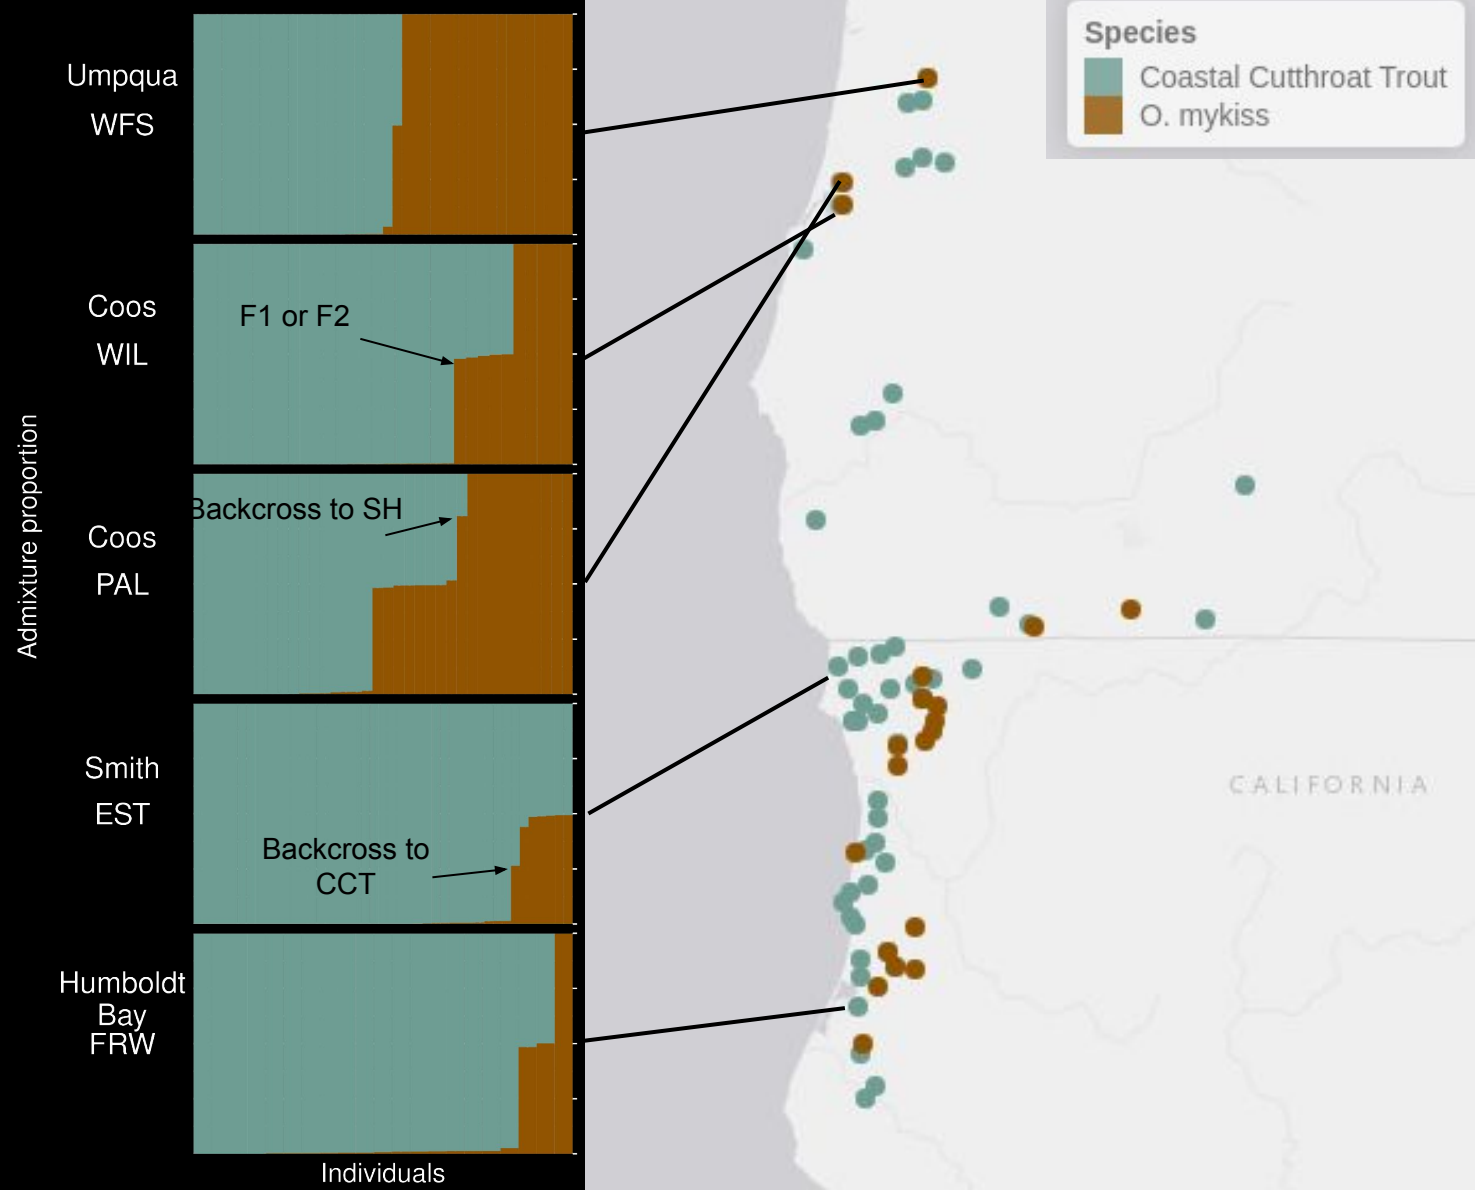 Species
Coastal Cutthroat Trout
O. mykiss
Umpqua
WFS
Coos
WIL
F1 or F2
Coos
PAL
Backcross to SH
Smith
EST
Backcross to
CCT
Humboldt
Bay
FRW
Admixture proportion
Individuals
CALIFORNIA